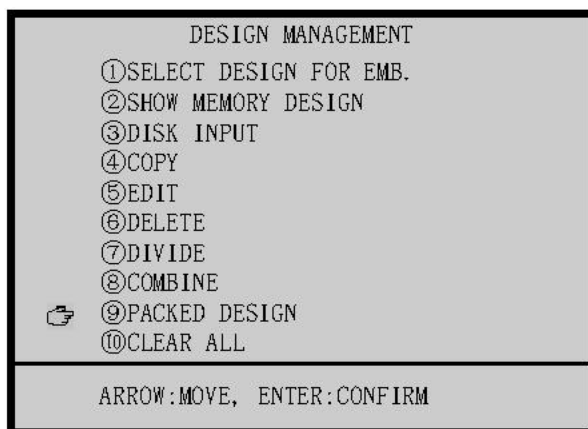 DESIGN MANAGEMENT
①SELECT DESIGN FOR EMB.
②SHOW MEMORY DESIGN
③DISK INPUT
④COPY
⑤EDIT
⑥DELETE
⑦DIVIDE
⑧COMBINE
⑨PACKED DESIGN
⑩CLEAR ALL
ARROW:MOVE, ENTER:CONFIRM